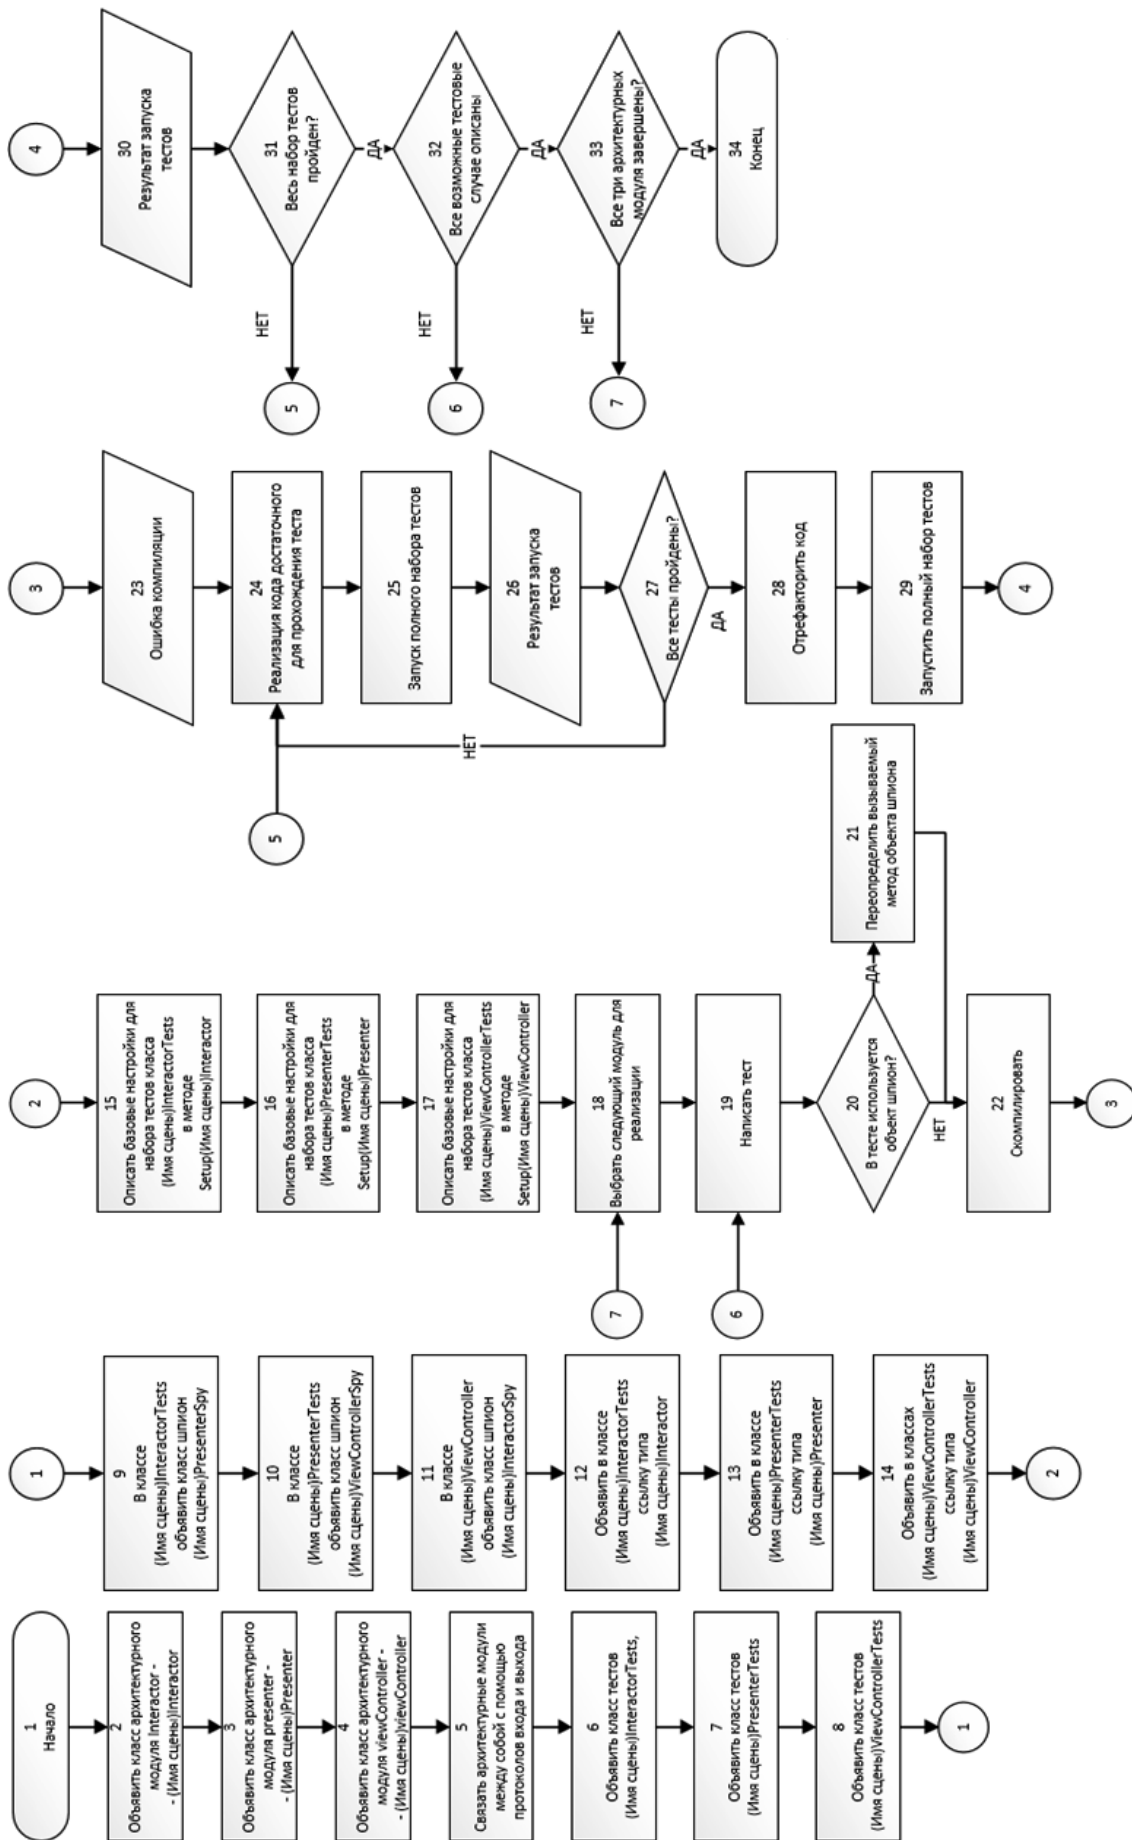 1
Начало
2
Объявить класс архитектурного
модуля interactor -
- (Имя сцены)Interactor
3
Объявить класс архитектурного
модуля presenter -
- (Имя сцены)Presenter
4
Объявить класс архитектурного
модуля viewController -
- (Имя сцены)viewController
5
Связать архитектурные модули
между собой с помощью
протоколов входа и выхода
6
Объявить класс тестов
(Имя сцены)InteractorTests,
7
Объявить класс тестов
(Имя сцены)PresenterTests
8
Объявить класс тестов
(Имя сцены)ViewControllerTests
1
1
9
В классе
(Имя сцены)InteractorTests
объявить класс шпион
(Имя сцены)PresenterSpy
10
В классе
(Имя сцены)PresenterTests
объявить класс шпион
(Имя сцены)ViewControllerSpy
11
В классе
(Имя сцены)ViewController
объявить класс шпион
(Имя сцены)InteractorSpy
12
Объявить в классе
(Имя сцены)InteractorTests
ссылку типа
(Имя сцены)Interactor
13
Объявить в классе
(Имя сцены)PresenterTests
ссылку типа
(Имя сцены)Presenter
14
Объявить в классах
(Имя сцены)ViewControllerTests
ссылку типа
(Имя сцены)ViewController
2
2
15
Описать базовые настройки для
набора тестов класса
(Имя сцены)InteractorTests
в методе
Setup(Имя сцены)Interactor
16
Описать базовые настройки для
набора тестов класса
(Имя сцены)PresenterTests
в методе
Setup(Имя сцены)Presenter
17
Описать базовые настройки для
набора тестов класса
(Имя сцены)ViewControllerTests
в методе
Setup(Имя сцены)ViewController
7
18
Выбрать следующий модуль для
реализации
6
19
Написать тест
20
В тесте используется
объект шпион?
ДА
21
Переопределить вызываемый
метод объекта шпиона
НЕТ
22
Скомпилировать
3
3
23
Ошибка компиляции
5
24
Реализация кода достаточного
для прохождения теста
25
Запуск полного набора тестов
26
Результат запуска
тестов
НЕТ
27
Все тесты пройдены?
ДА
28
Отрефакторить код
29
Запустить полный набор тестов
4
4
30
Результат запуска
тестов
31
Весь набор тестов
пройден?
НЕТ
5
ДА
32
Все возможные тестовые
случае описаны
НЕТ
6
ДА
33
Все три архитектурных
модуля завершены?
НЕТ
7
ДА
34
Конец